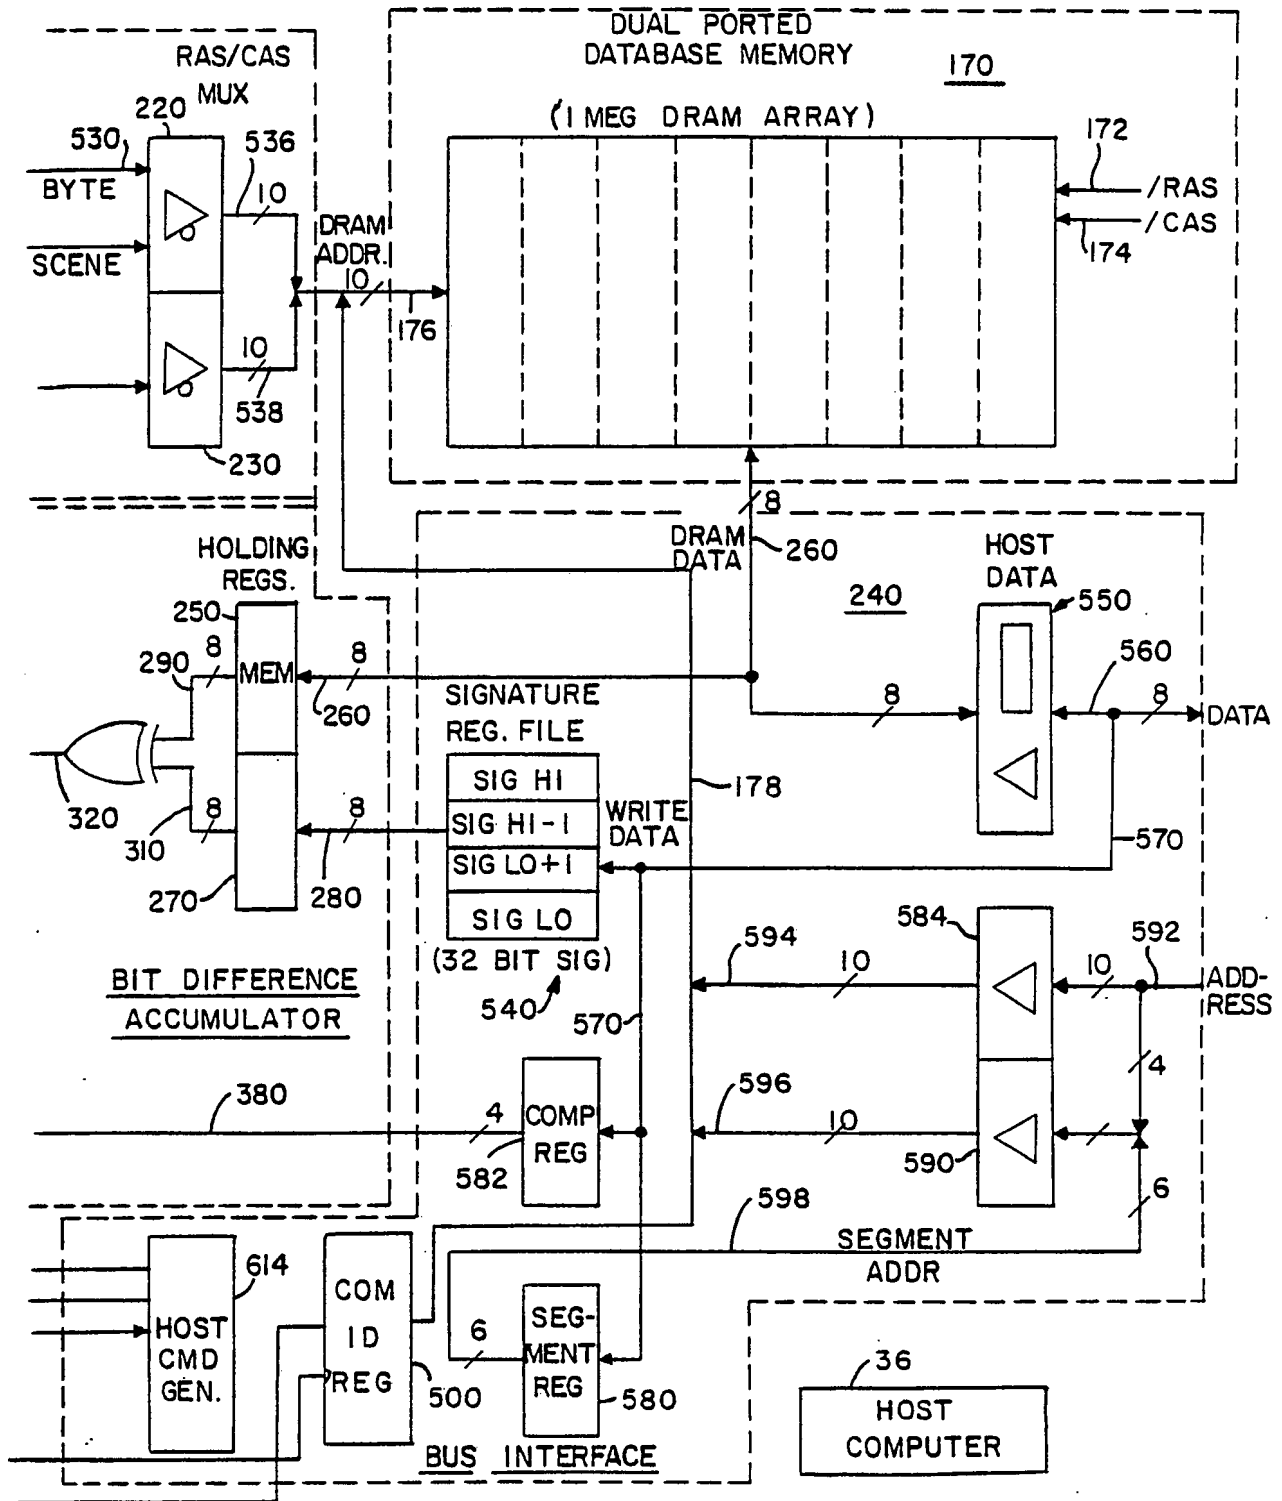 DUAL PORTED
DATABASE MEMORY
170
(1 MEG DRAM ARRAY)
RAS/CAS
MUX
220
530
536
BYTE
10
SCENE
DRAM
ADDR.
10
176
10
538
230
172
/RAS
/CAS
174
8
DRAM
DATA
260
HOLDING
REGS.
250
290
8
MEM
8
260
320
310
8
270
8
280
SIGNATURE
REG. FILE
SIG HI
SIG HI-1
SIG LO+1
SIG LO
(32 BIT SIG)
540
WRITE
DATA
178
240
HOST
DATA
550
560
8
8
DATA
570
584
592
594
10
10
ADD-
RESS
570
4
BIT DIFFERENCE
ACCUMULATOR
380
4
COMP
REG
582
596
10
590
6
598
SEGMENT
ADDR
614
HOST
CMD
GEN.
COM
ID
REG
500
6
SEG-
MENT
REG
580
BUS INTERFACE
36
HOST
COMPUTER